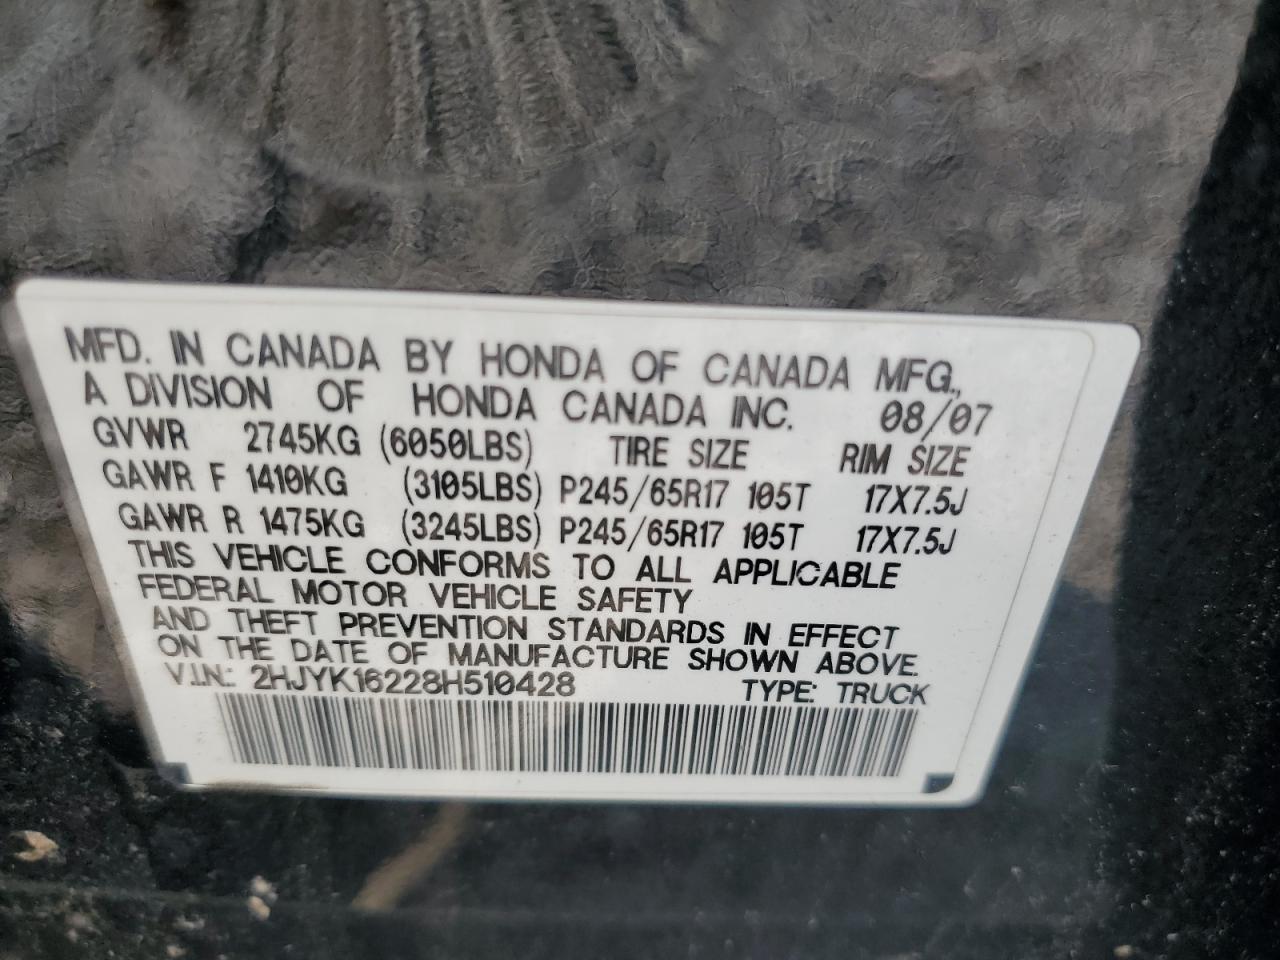 MFD. IN CANADA BY HONDA OF CANADA MFG.,
A DIVISION OF HONDA CANADA INC. 08/07
GVWR 2745KG (6050LBS) TIRE SIZE RIM SIZE
GAWR F 1410KG (3105LBS) P245/65R17 105T 17X7.5J
GAWR R 1475KG (3245LBS) P245/65R17 105T 17X7.5J
THIS VEHICLE CONFORMS TO ALL APPLICABLE
FEDERAL MOTOR VEHICLE SAFETY
AND THEFT PREVENTION STANDARDS IN EFFECT
ON THE DATE OF MANUFACTURE SHOWN ABOVE.
V.I.N.: 2HJYK16228H510428 TYPE: TRUCK